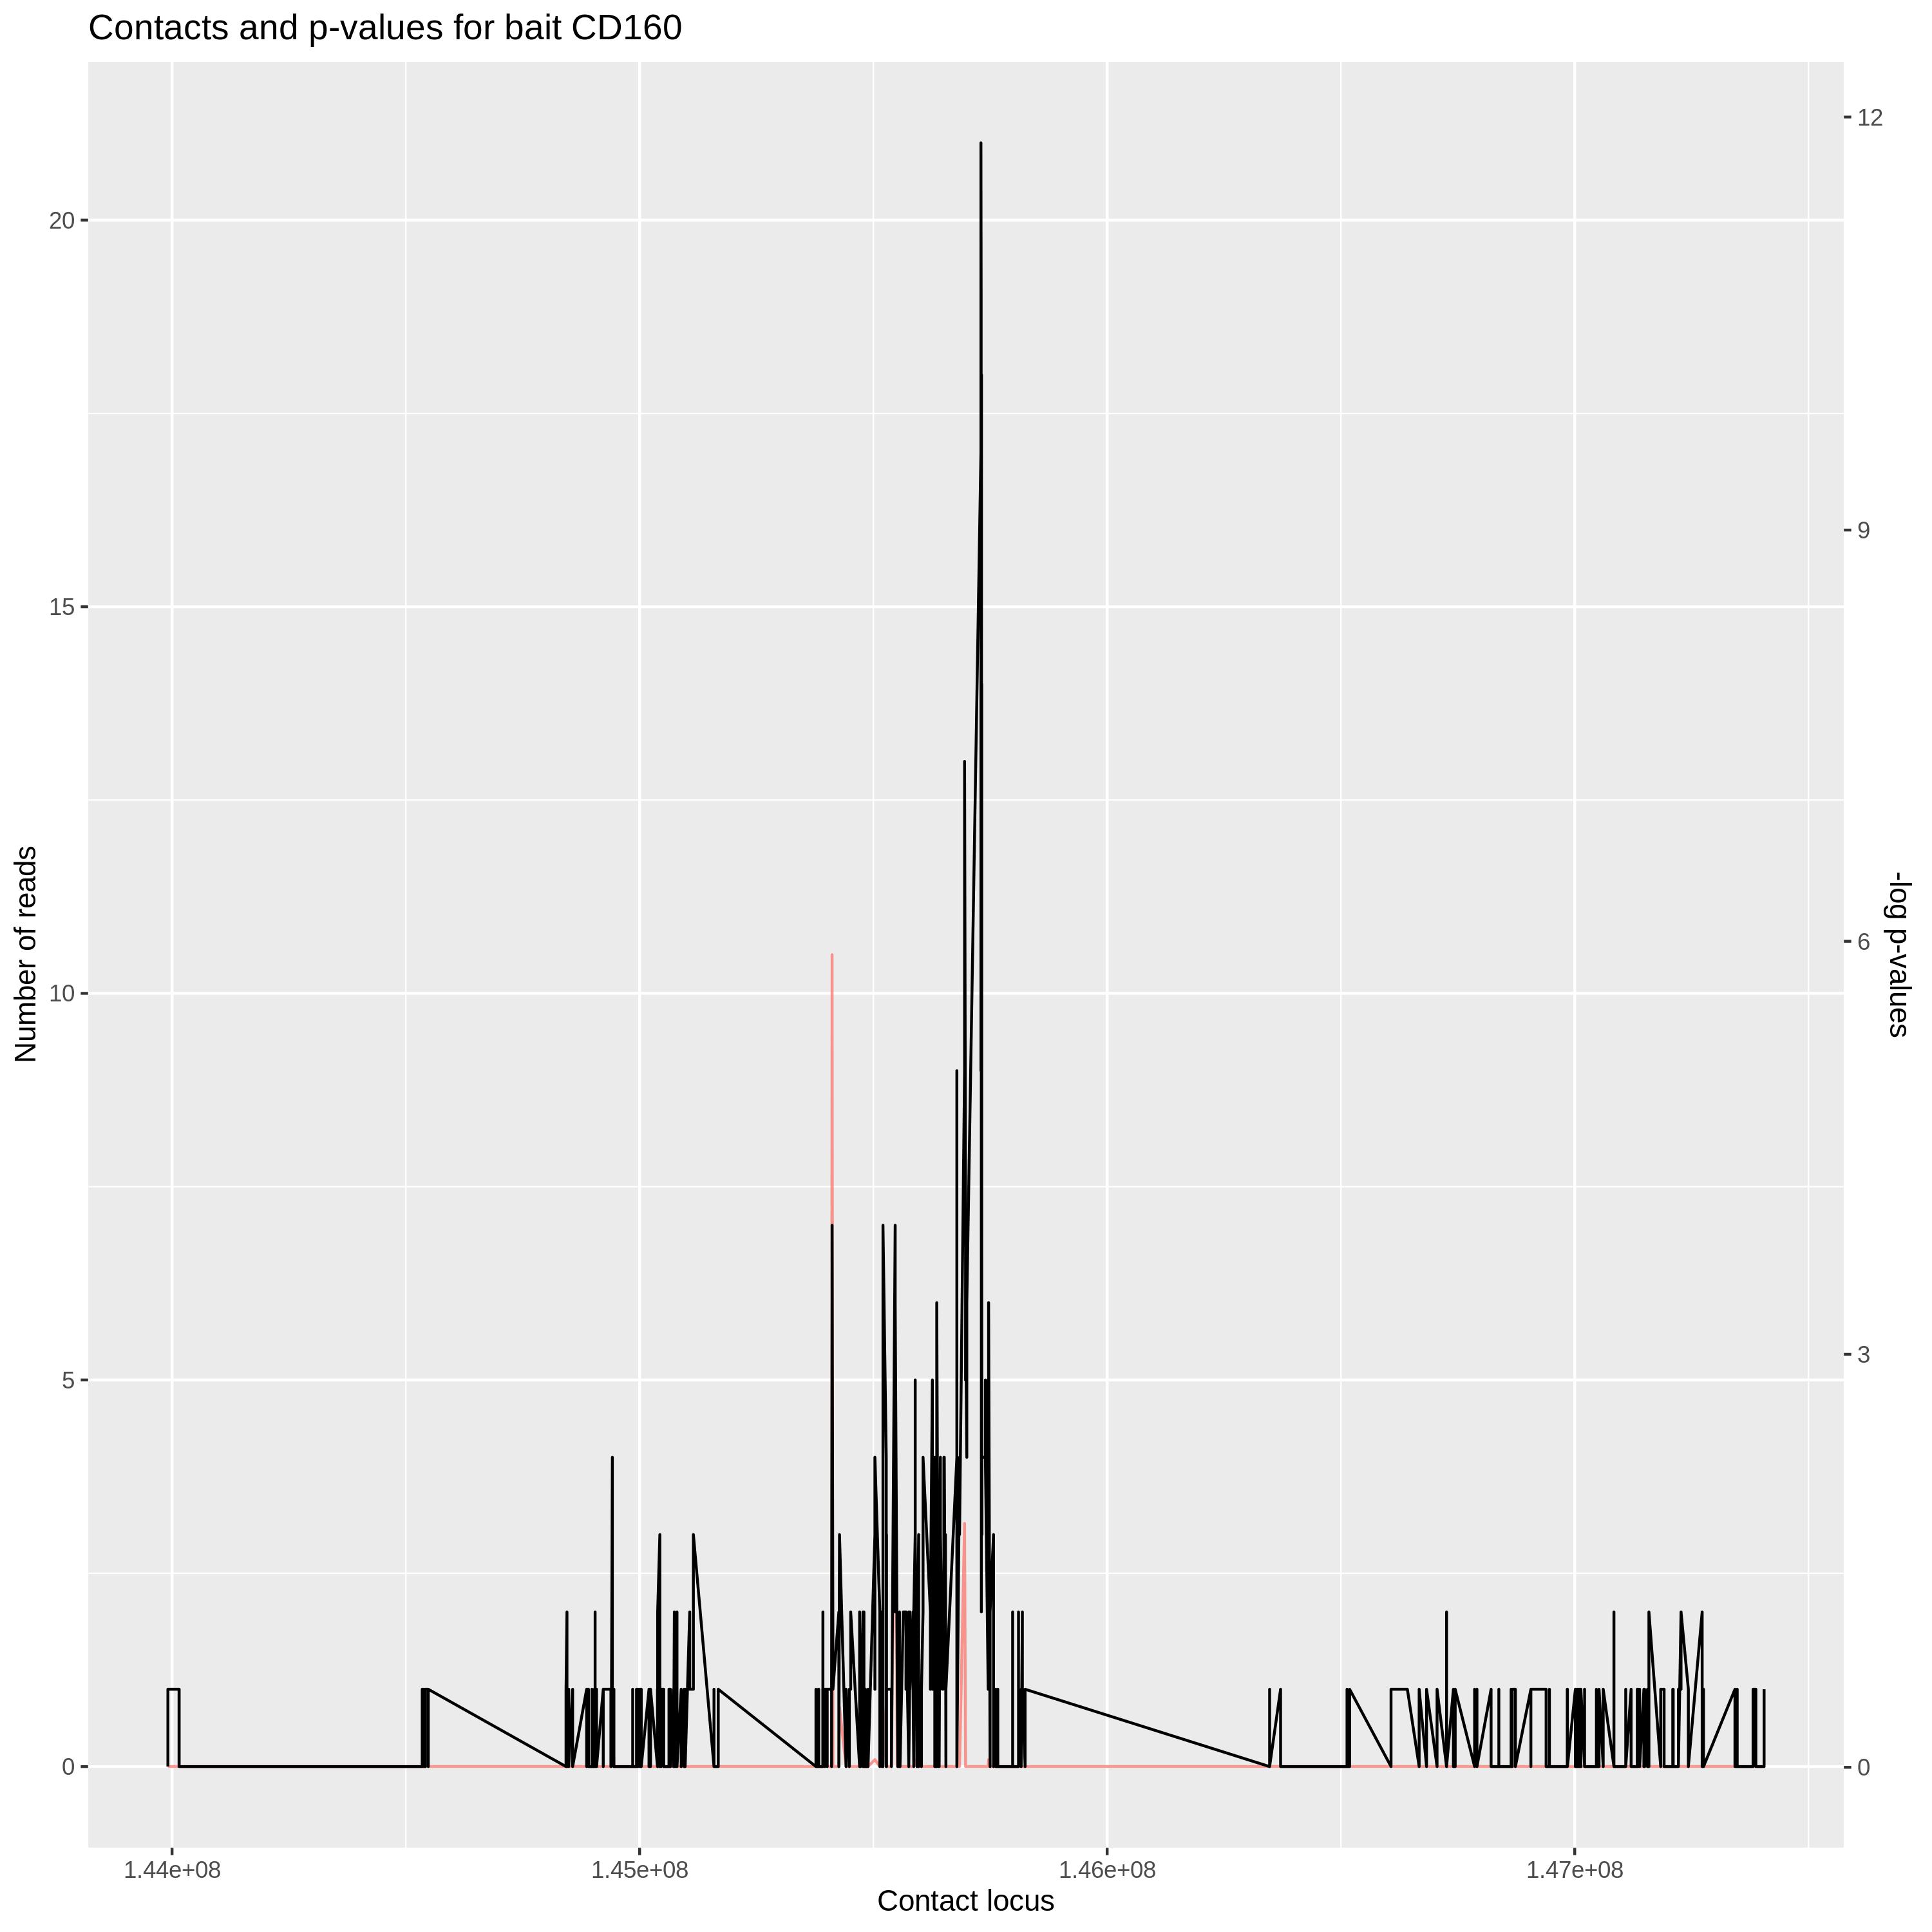 Contacts and p-values for bait CD160
12
20
9
15
Number of reads
-log p-values
6
10
3
5
0
0
1.44e+08
1.45e+08
1.46e+08
1.47e+08
Contact locus